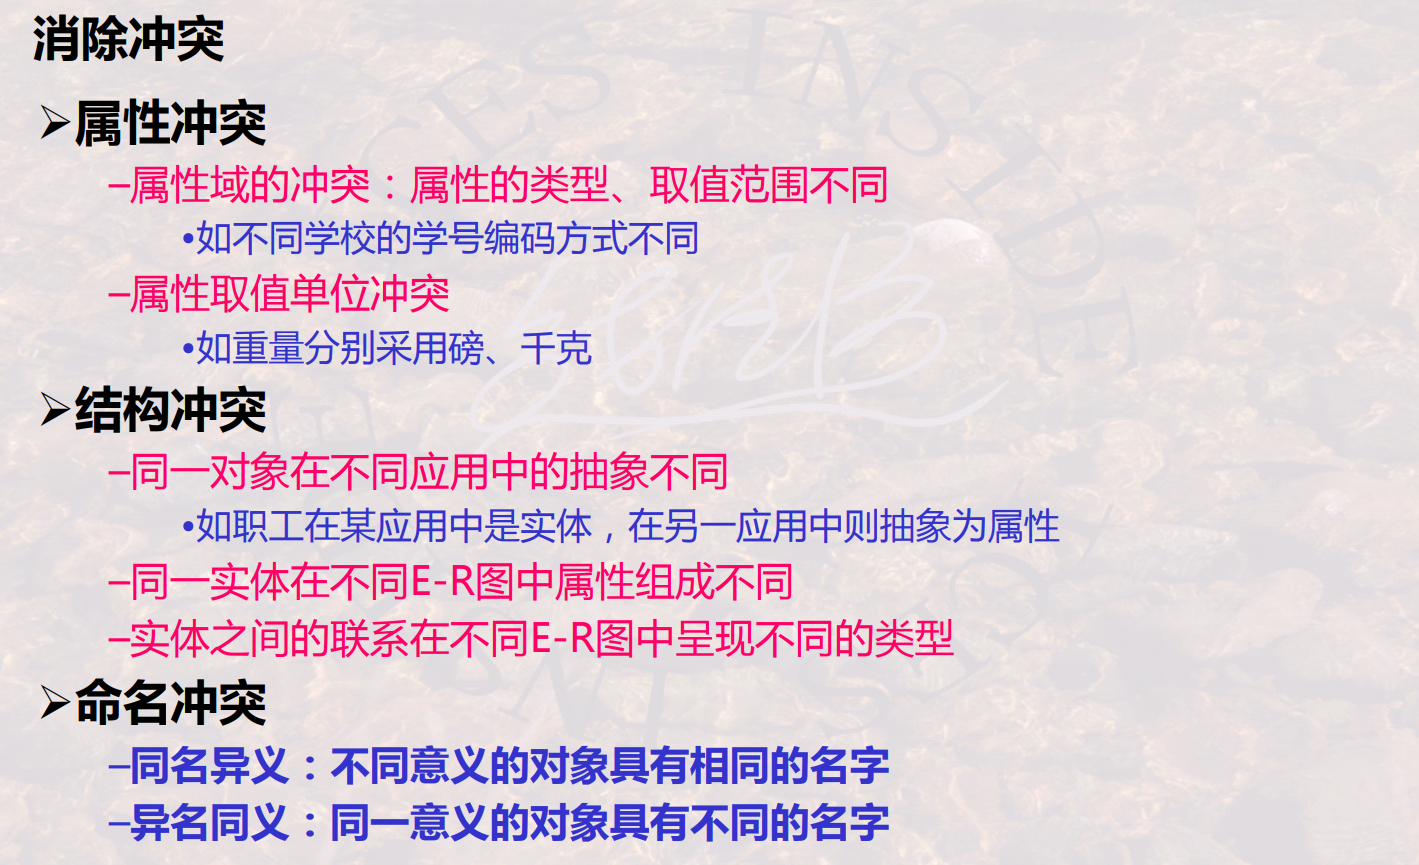 消除冲突
➢属性冲突
–属性域的冲突：属性的类型、取值范围不同
•如不同学校的学号编码方式不同
–属性取值单位冲突
•如重量分别采用磅、千克
➢结构冲突
–同一对象在不同应用中的抽象不同
•如职工在某应用中是实体，在另一应用中则抽象为属性
–同一实体在不同E-R图中属性组成不同
–实体之间的联系在不同E-R图中呈现不同的类型
➢命名冲突
–同名异义：不同意义的对象具有相同的名字
–异名同义：同一意义的对象具有不同的名字